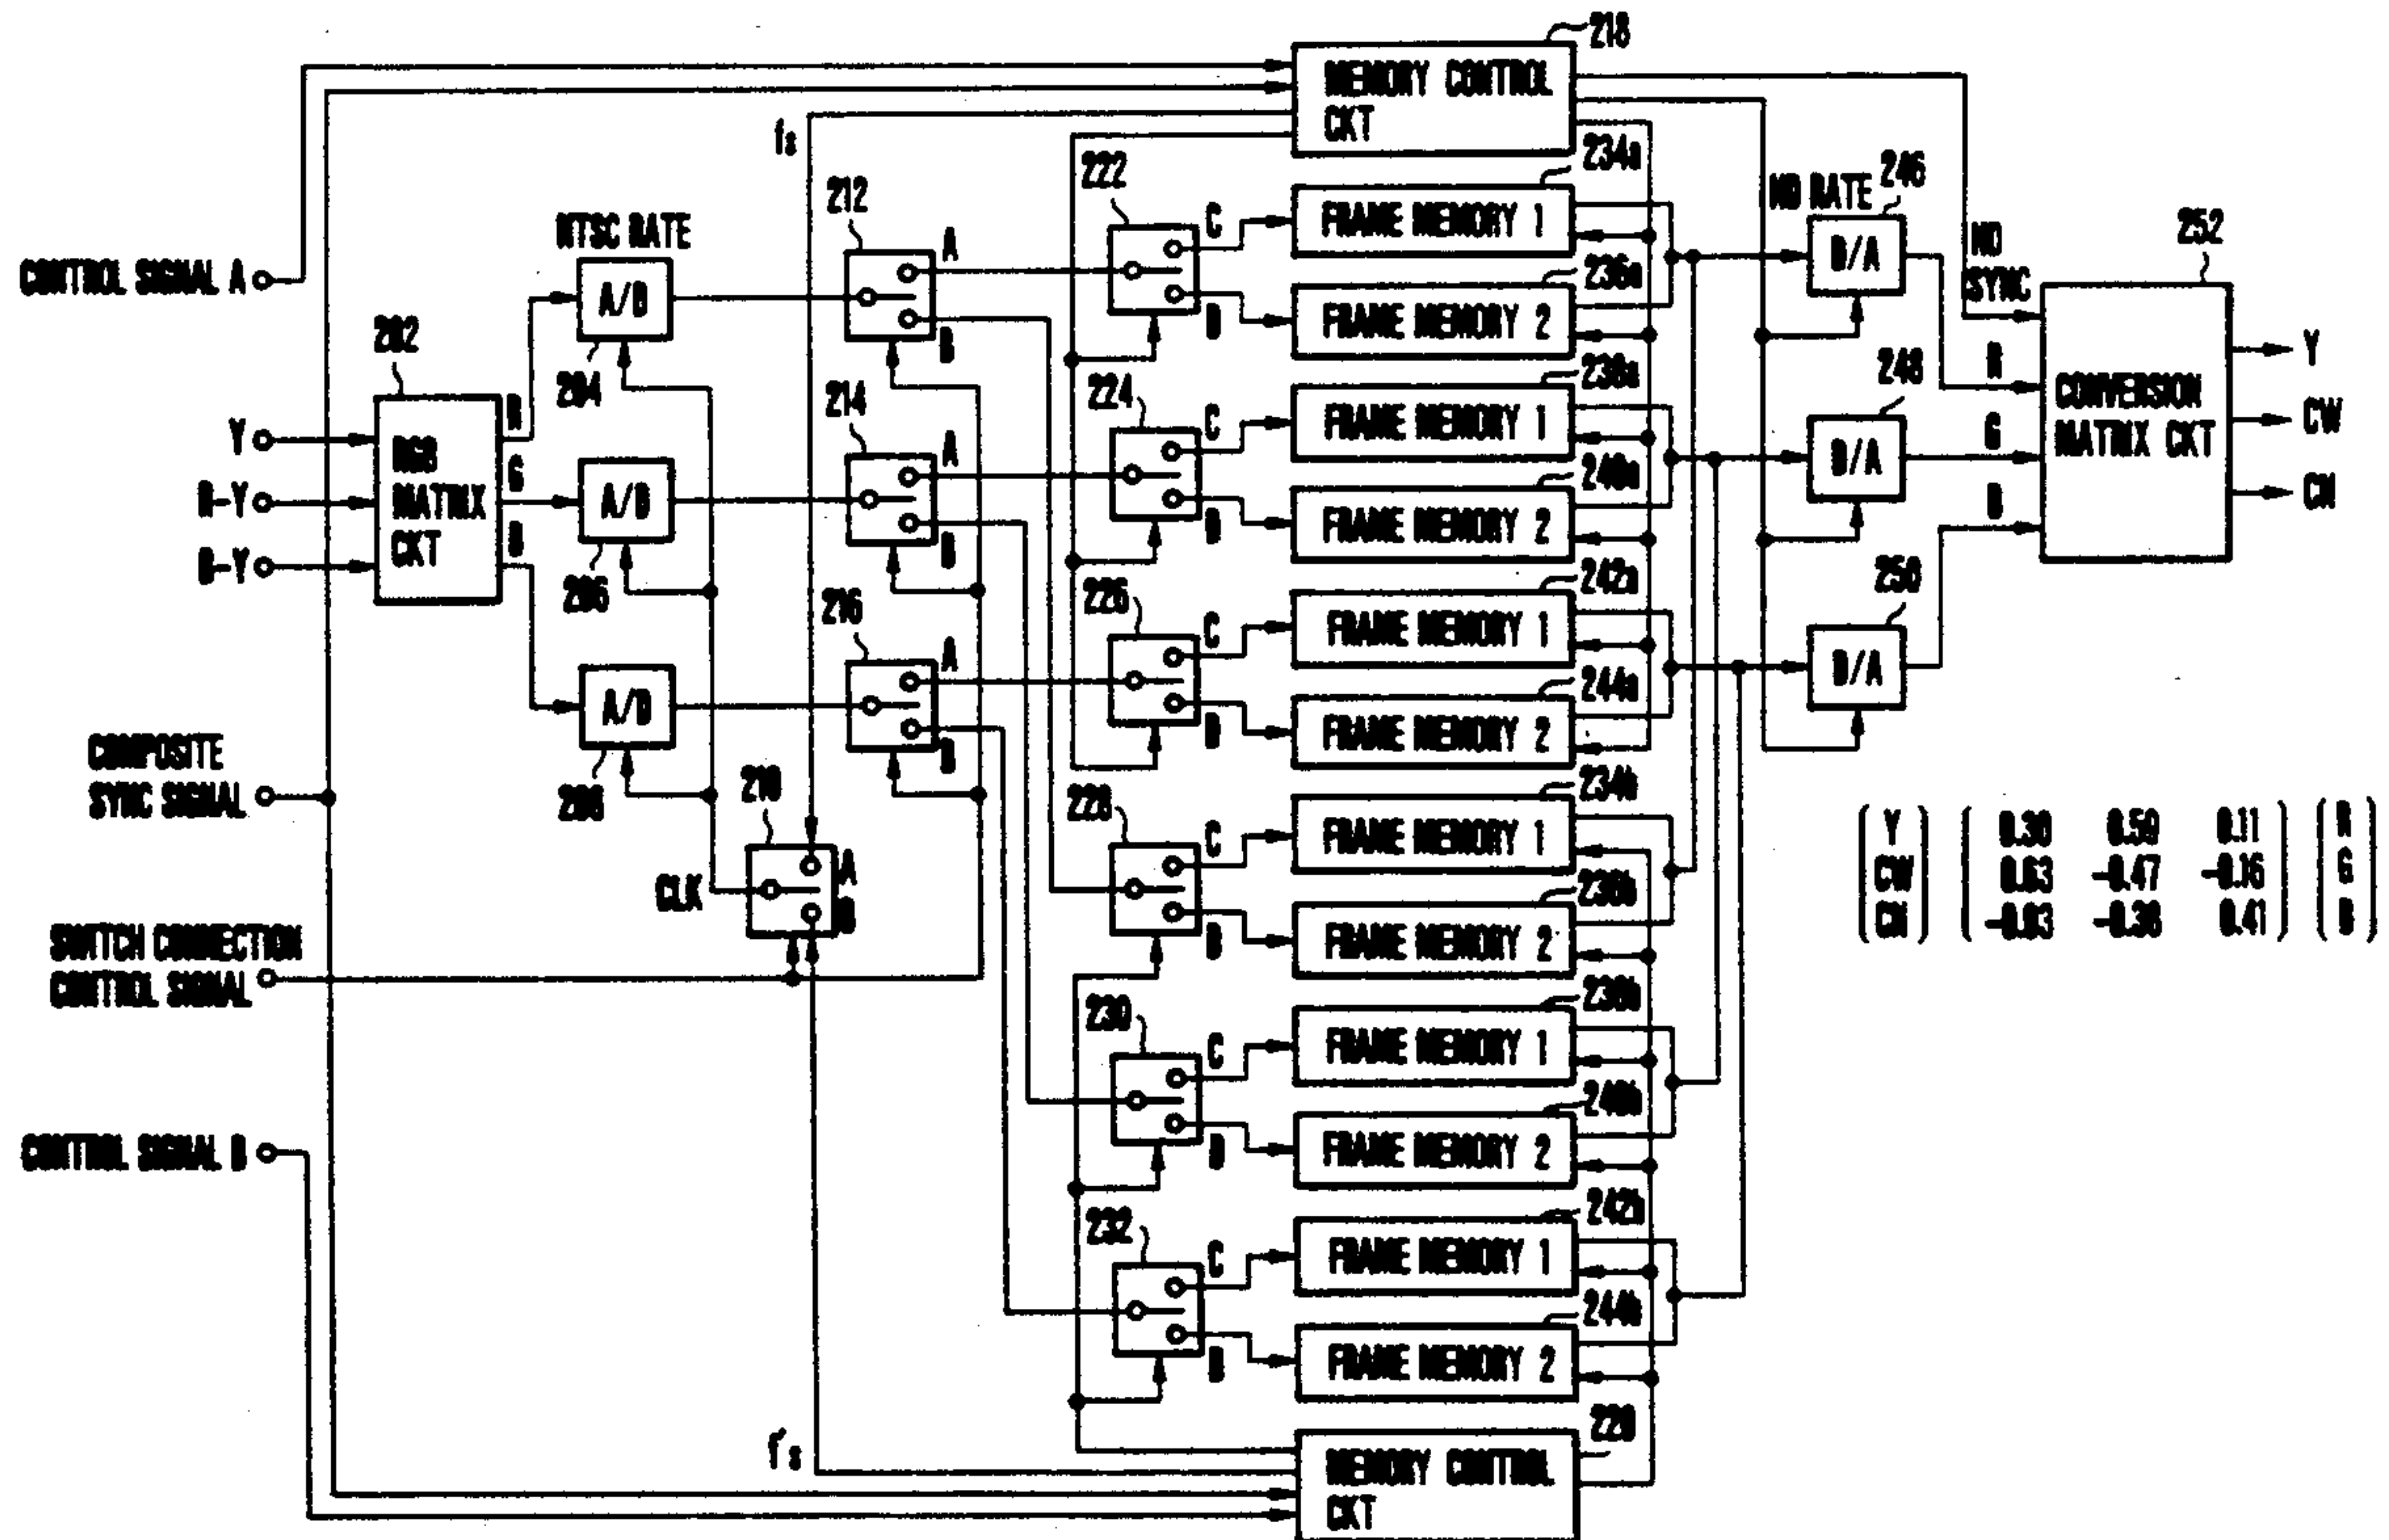 218
MEMORY CONTROL
CKT
fs
234a
222
C
FRAME MEMORY 1
D
236a
FRAME MEMORY 2
212
A
B
NTSC RATE
A/D
204
HD RATE
246
D/A
HD
SYNC
252
CONTROL SIGNAL A
202
RGB
MATRIX
CKT
R
G
B
Y
R-Y
B-Y
A/D
206
A/D
208
214
A
B
216
A
B
224
C
D
238a
FRAME MEMORY 1
240a
FRAME MEMORY 2
226
C
D
242a
FRAME MEMORY 1
244a
FRAME MEMORY 2
248
D/A
250
D/A
R
G
B
CONVERSION
MATRIX CKT
Y
CW
CN
COMPOSITE
SYNC SIGNAL
210
A
B
CLK
SWITCH CONNECTION
CONTROL SIGNAL
228
C
D
234b
FRAME MEMORY 1
236b
FRAME MEMORY 2
Y 0.30 0.59 0.11 R
CW 0.63 -0.47 -0.16 G
CN -0.03 -0.38 0.41 B
230
C
D
238b
FRAME MEMORY 1
240b
FRAME MEMORY 2
CONTROL SIGNAL B
232
C
D
242b
FRAME MEMORY 1
244b
FRAME MEMORY 2
f's
220
MEMORY CONTROL
CKT